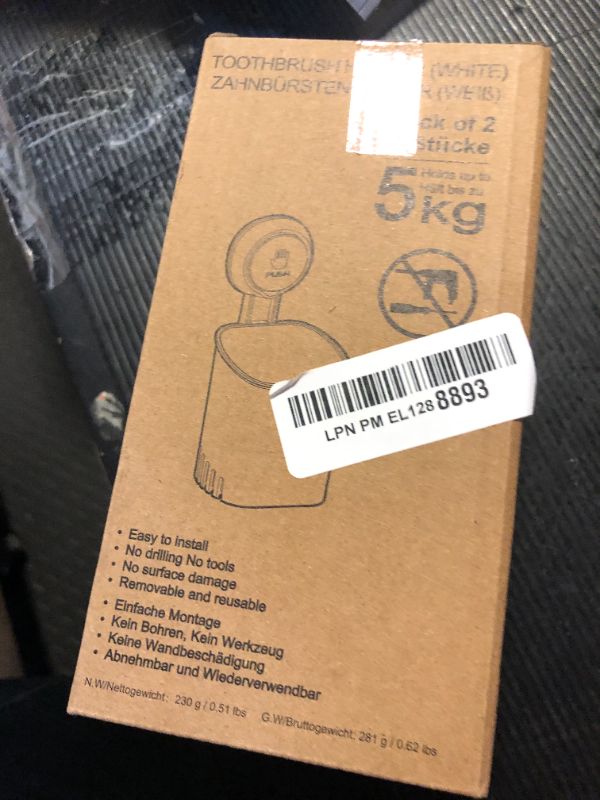 TOOTHBRUSH (WHITE)
ZAHNBÜRSTEN (WEIß)
ck of 2
Stücke
5kg
Holds up to
Hält bis zu
PUSH
LPN PM EL128 8893
• Easy to install
• No drilling No tools
• No surface damage
• Removable and reusable
• Einfache Montage
• Kein Bohren, Kein Werkzeug
• Keine Wandbeschädigung
• Abnehmbar und Wiederverwendbar
N.W/Nettogewicht: 230 g / 0.51 lbs G.W/Bruttogewicht: 281 g / 0.62 lbs